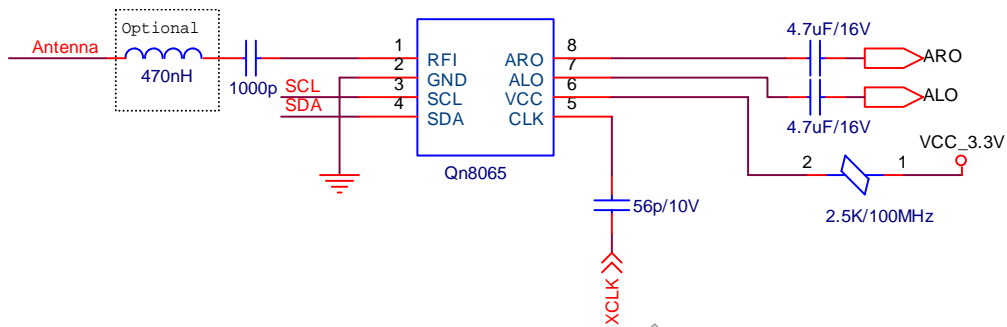 Optional
Antenna
470nH
1000p
SCL
SDA
1
2
3
4
RFI
GND
SCL
SDA
ARO
ALO
VCC
CLK
8
7
6
5
Qn8065
4.7uF/16V
ARO
ALO
4.7uF/16V
VCC_3.3V
2
1
2.5K/100MHz
56p/10V
XCLK